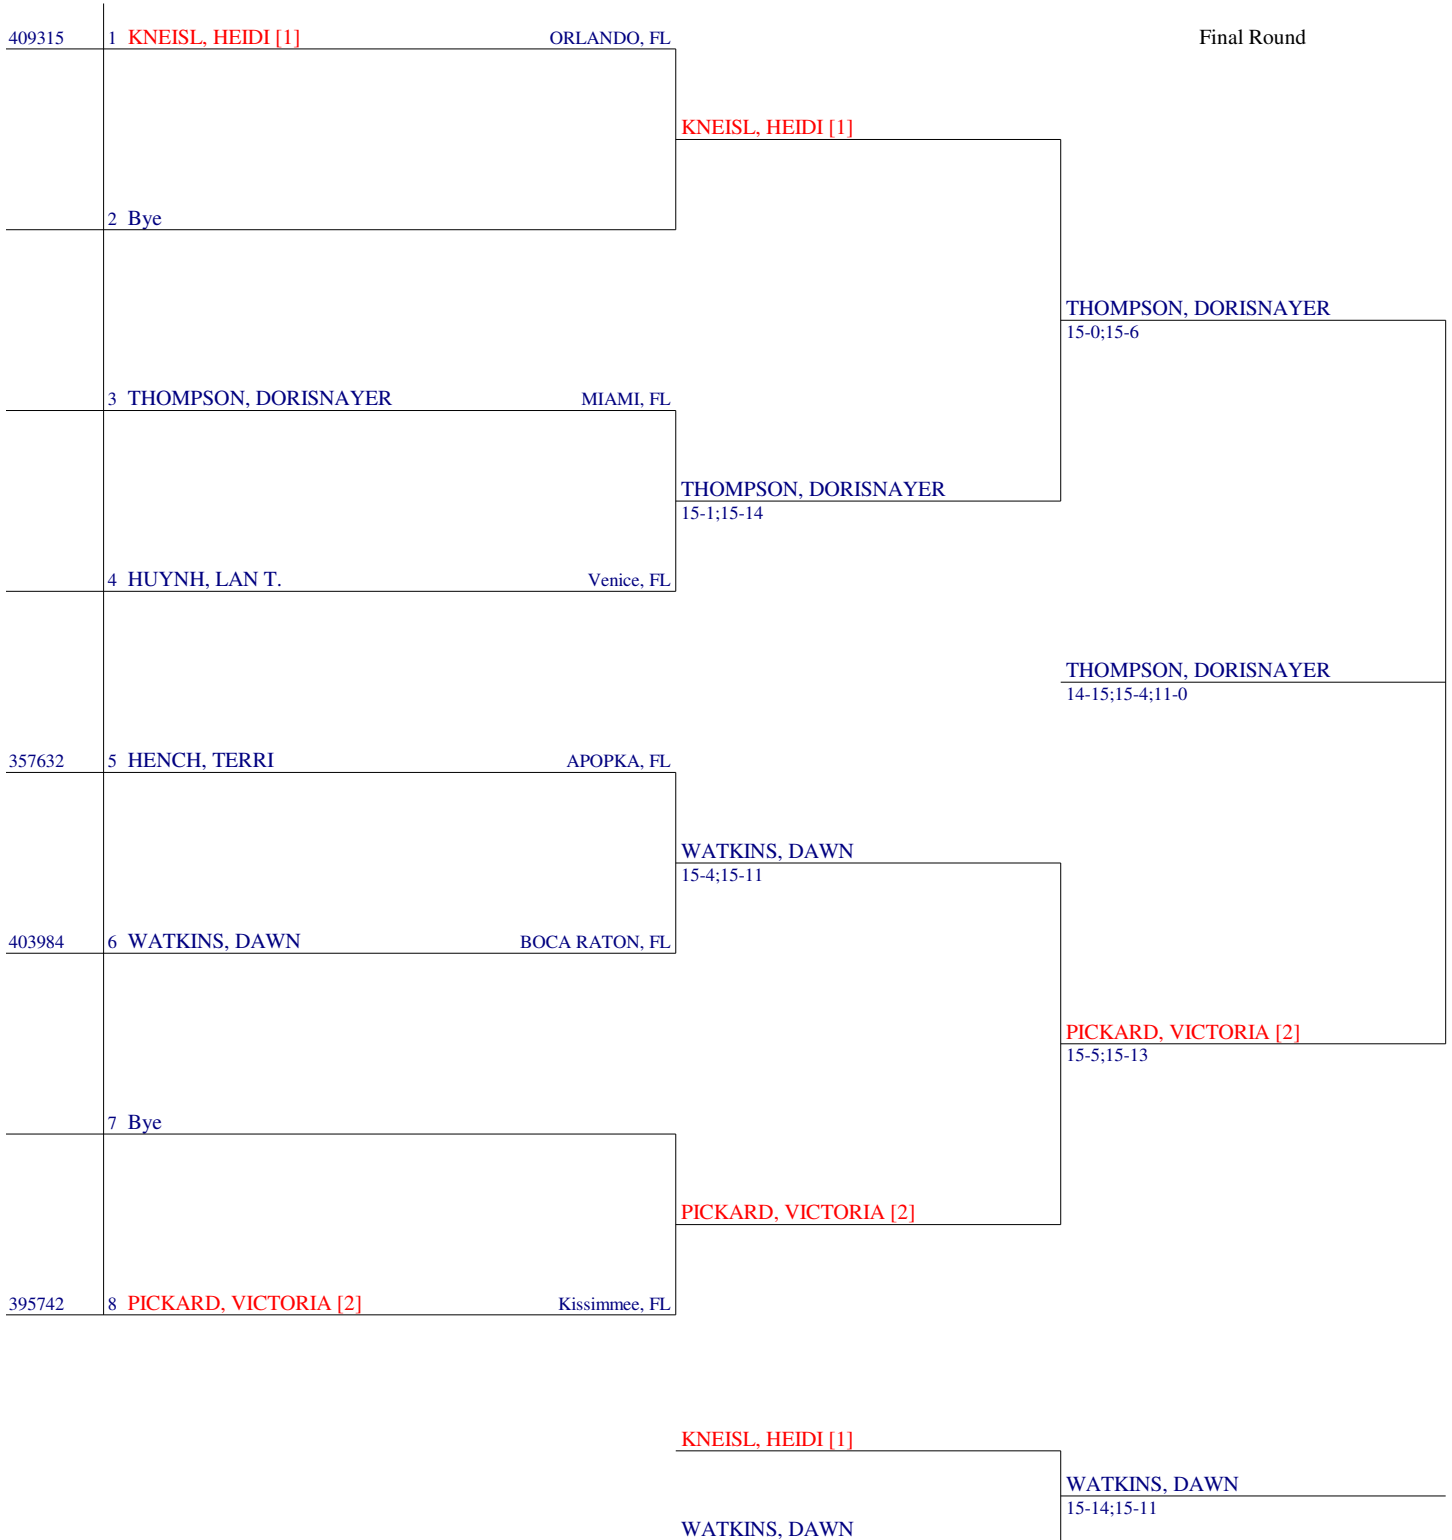 409315 1 KNEISL, HEIDI [1] ORLANDO, FL Final Round
KNEISL, HEIDI [1]
2 Bye
THOMPSON, DORISNAYER
15-0;15-6
3 THOMPSON, DORISNAYER MIAMI, FL
THOMPSON, DORISNAYER
15-1;15-14
4 HUYNH, LAN T. Venice, FL
THOMPSON, DORISNAYER
14-15;15-4;11-0
357632 5 HENCH, TERRI APOPKA, FL
WATKINS, DAWN
15-4;15-11
403984 6 WATKINS, DAWN BOCA RATON, FL
PICKARD, VICTORIA [2]
15-5;15-13
7 Bye
PICKARD, VICTORIA [2]
395742 8 PICKARD, VICTORIA [2] Kissimmee, FL
KNEISL, HEIDI [1]
WATKINS, DAWN
15-14;15-11
WATKINS, DAWN